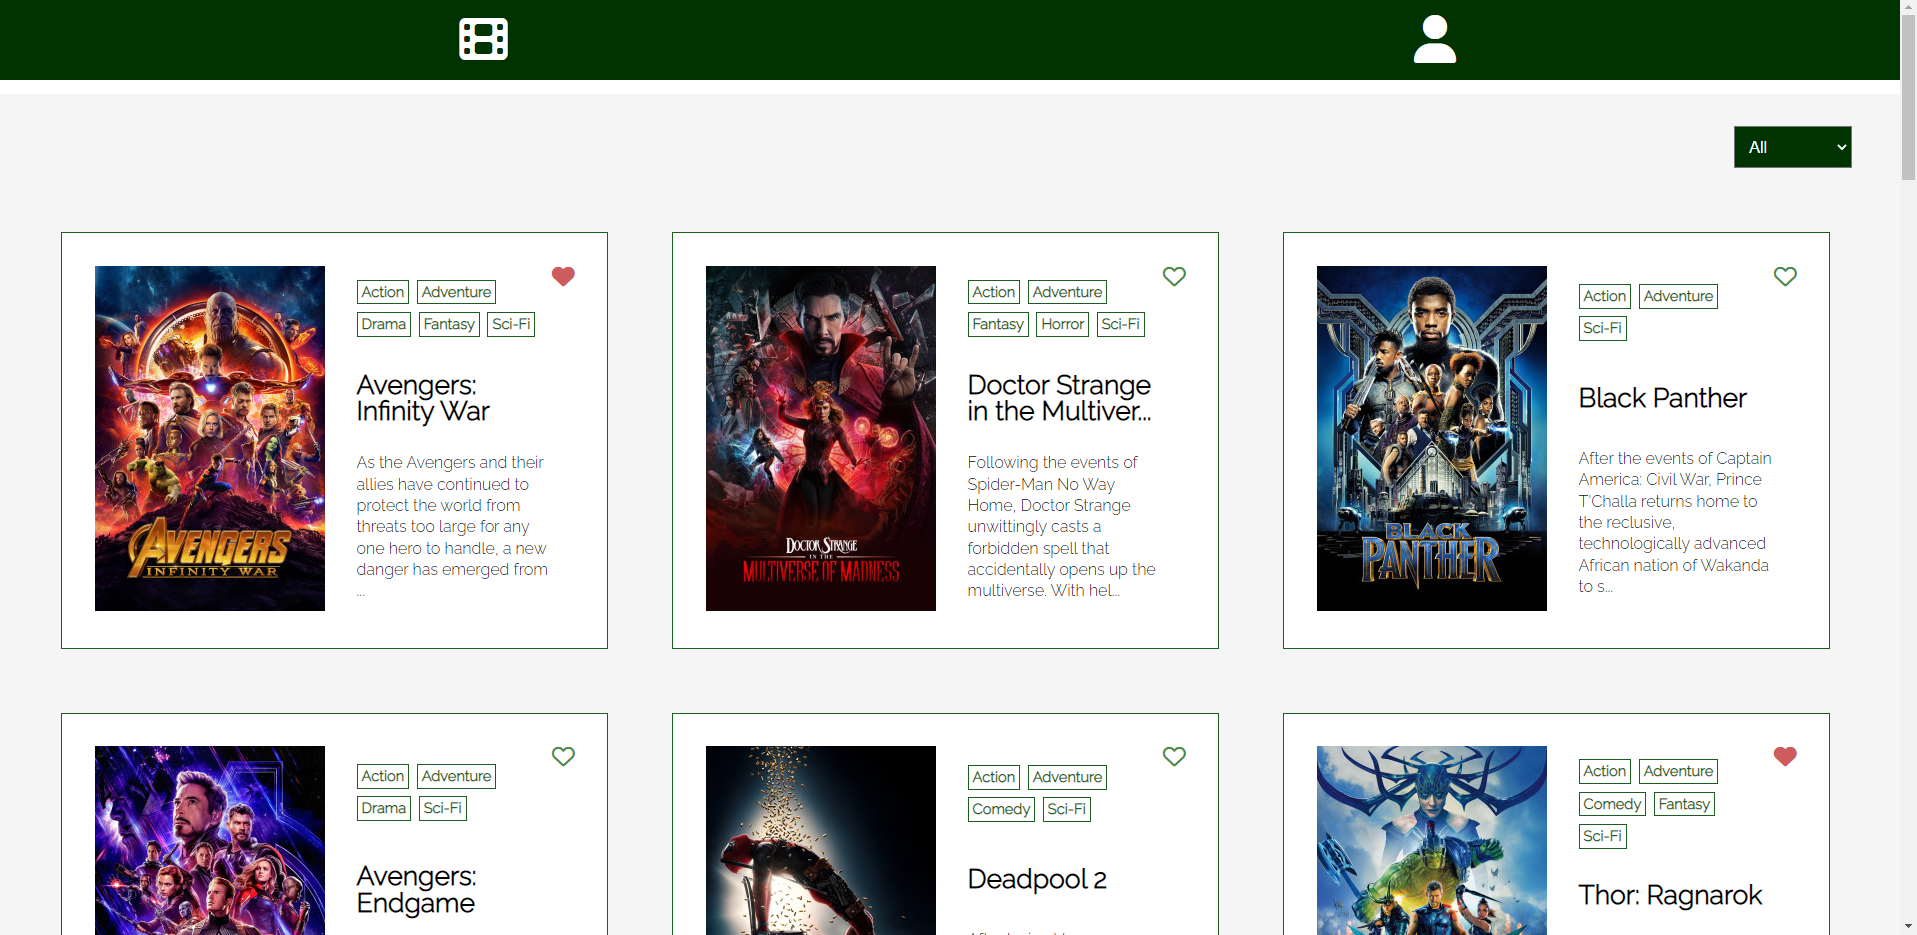 All
AVENGERS
INFINITY WAR
Action Adventure
Drama Fantasy Sci-Fi
Avengers:
Infinity War
As the Avengers and their
allies have continued to
protect the world from
threats too large for any
one hero to handle, a new
danger has emerged from
...
DOCTOR STRANGE
IN THE
MULTIVERSE OF MADNESS
Action Adventure
Fantasy Horror Sci-Fi
Doctor Strange
in the Multiver...
Following the events of
Spider-Man No Way
Home, Doctor Strange
unwittingly casts a
forbidden spell that
accidentally opens up the
multiverse. With hel...
BLACK
PANTHER
Action Adventure
Sci-Fi
Black Panther
After the events of Captain
America: Civil War, Prince
T'Challa returns home to
the reclusive,
technologically advanced
African nation of Wakanda
to s...
Action Adventure
Drama Sci-Fi
Avengers:
Endgame
Action Adventure
Comedy Sci-Fi
Deadpool 2
Action Adventure
Comedy Fantasy
Sci-Fi
Thor: Ragnarok